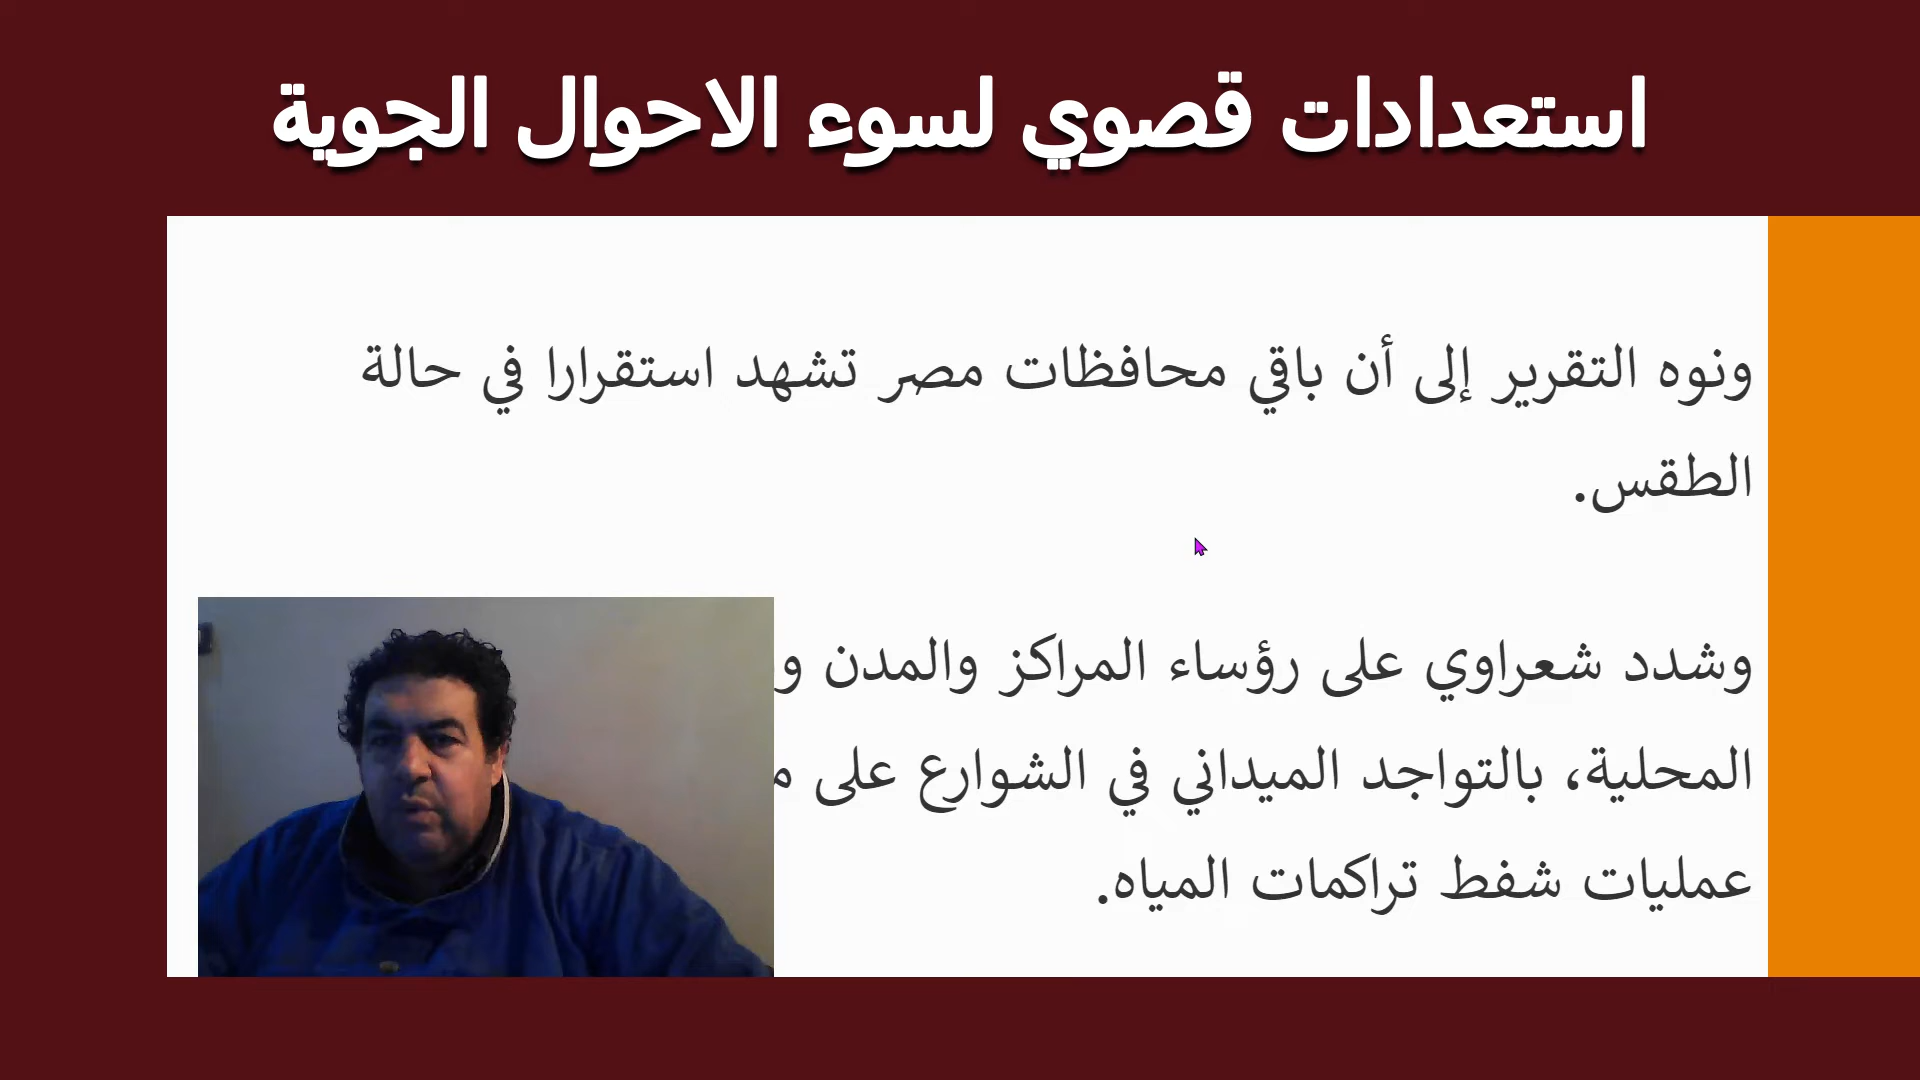 استعدادات قصوي لسوء الاحوال الجوية
ونوه التقرير إلى أن باقي محافظات مصر تشهد استقرارا في حالة
الطقس.
وشدد شعراوي على رؤساء المراكز والمدن
المحلية، بالتواجد الميداني في الشوارع على
عمليات شفط تراكمات المياه.